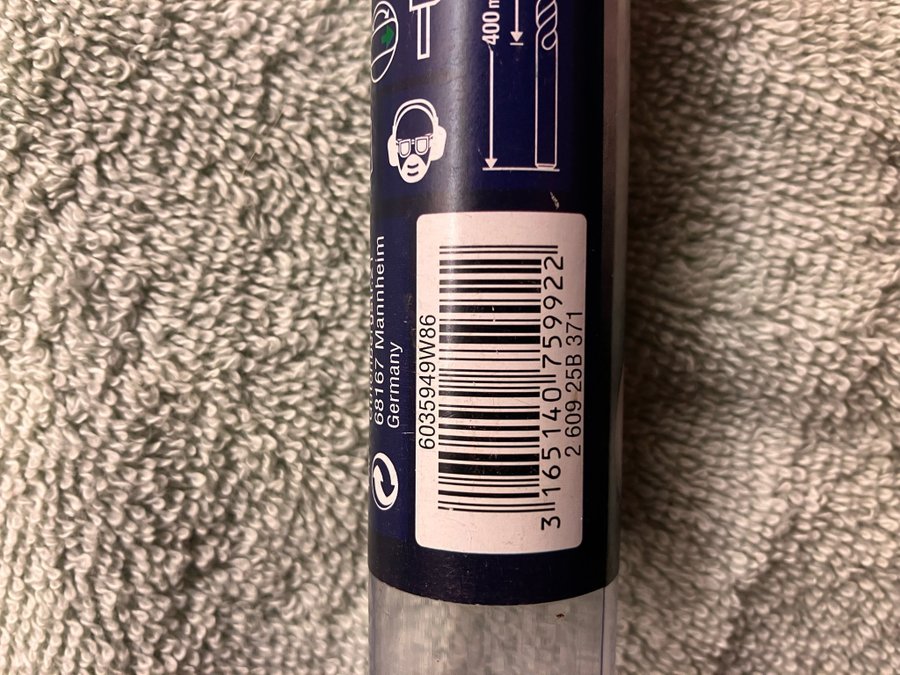 400 m
68167 Mannheim
Germany
6035949W86
3 165140 759922
2 609 25B 371